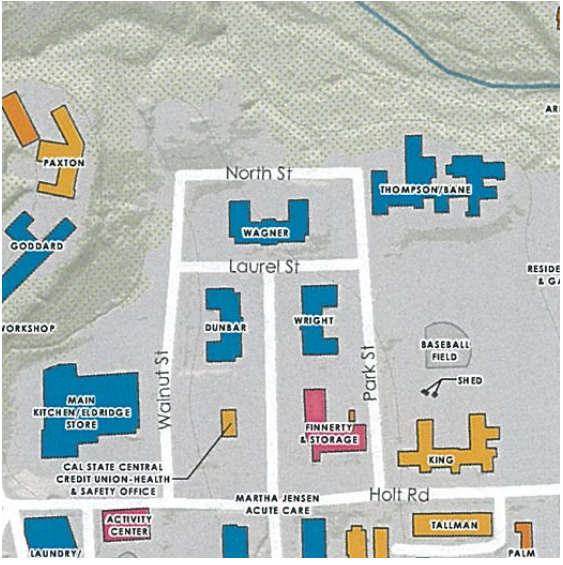 AR
PAXTON
North St
THOMPSON/BANE
WAGNER
GODDARD
Laurel St
RESIDE
& GA
WORKSHOP
DUNBAR
WRIGHT
BASEBALL
FIELD
Walnut St
Park St
SHED
MAIN
KITCHEN/ELDRIDGE
STORE
FINNERTY
& STORAGE
KING
CAL STATE CENTRAL
CREDIT UNION-HEALTH
& SAFETY OFFICE
MARTHA JENSEN
ACUTE CARE
Holt Rd
ACTIVITY
CENTER
TALLMAN
LAUNDRY/
PALM